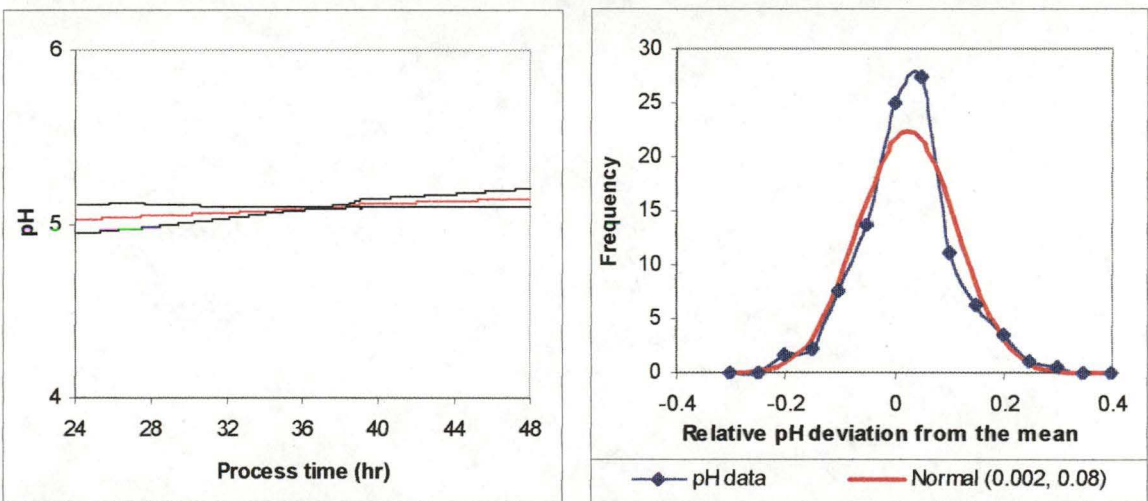 6
5
4
pH
24 28 32 36 40 44 48
Process time (hr)
30
25
20
15
10
5
0
Frequency
-0.4 -0.2 0 0.2 0.4
Relative pH deviation from the mean
pH data Normal (0.002, 0.08)